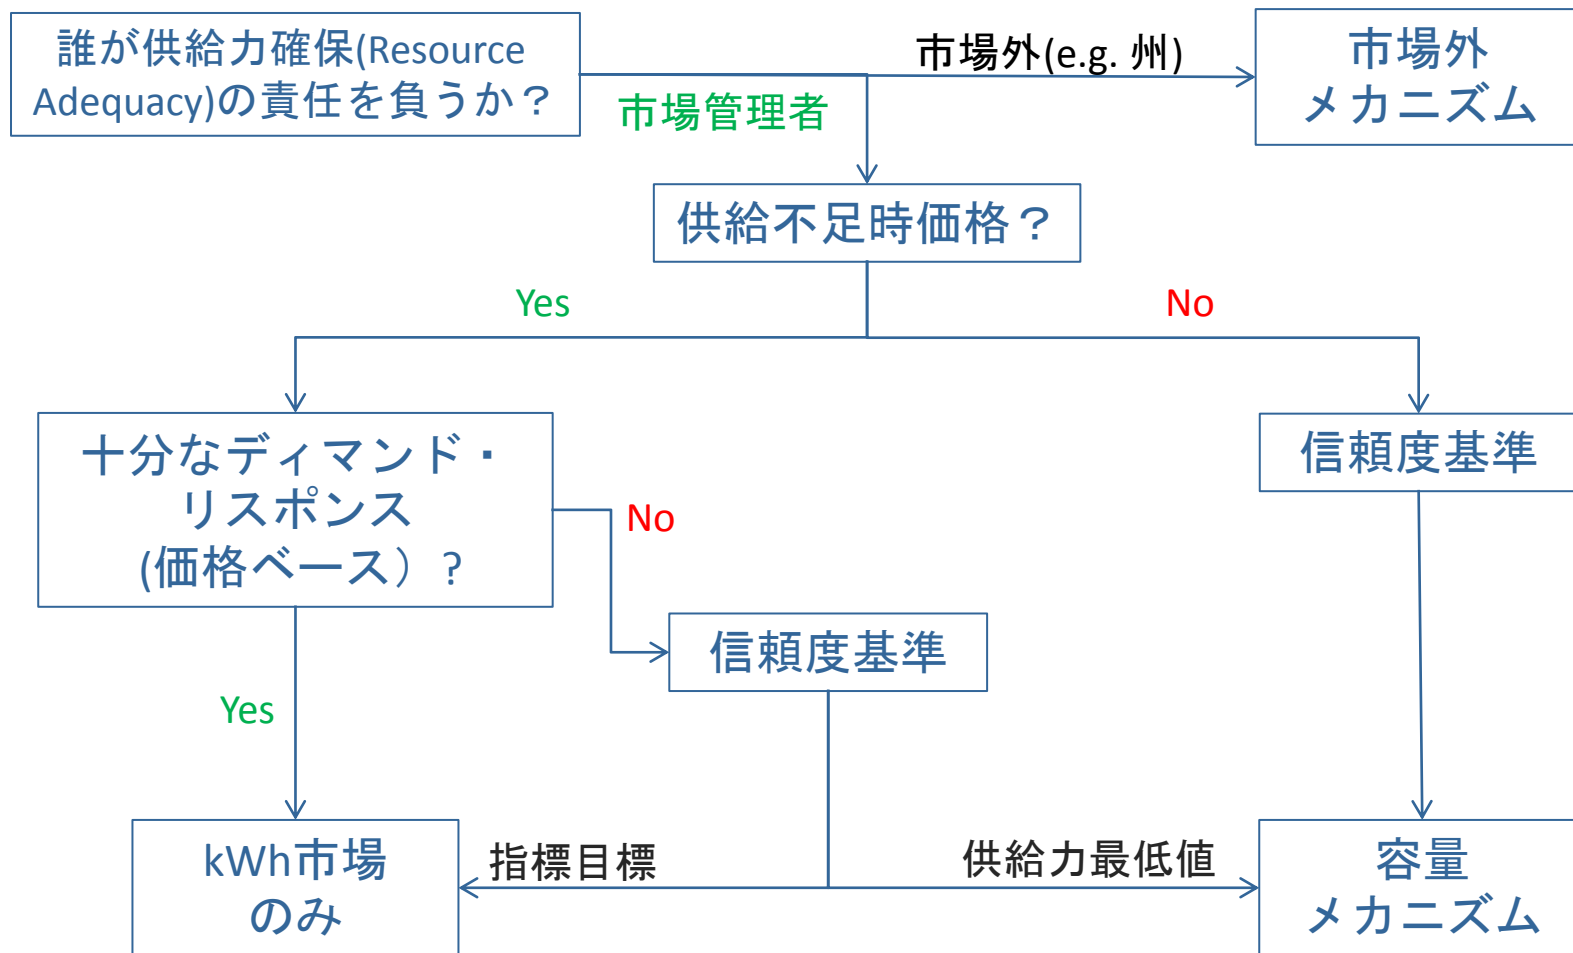 誰が供給力確保(Resource
Adequacy)の責任を負うか？
市場外(e.g. 州)
市場外
メカニズム
市場管理者
供給不足時価格？
Yes
No
十分なディマンド・
リスポンス
(価格ベース）?
信頼度基準
No
信頼度基準
Yes
kWh市場
のみ
指標目標
供給力最低値
容量
メカニズム